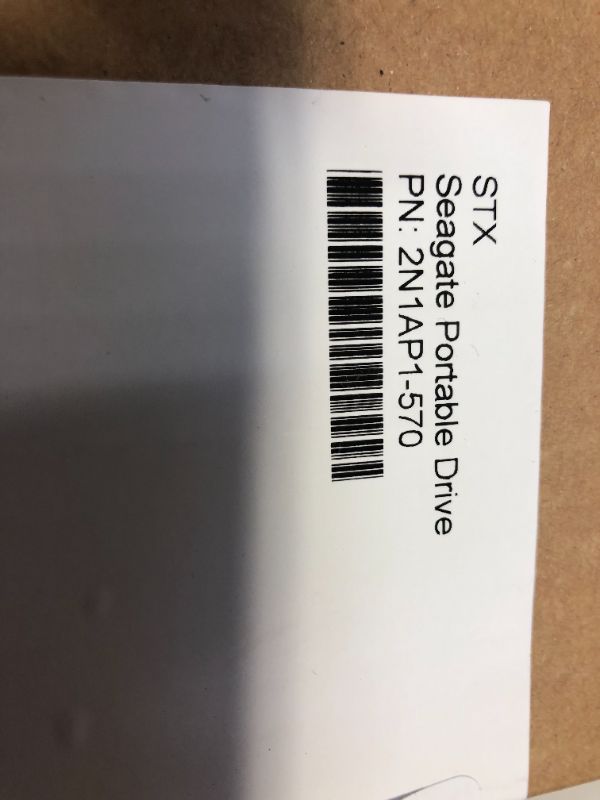 STX
Seagate Portable Drive
PN: 2N1AP1-570